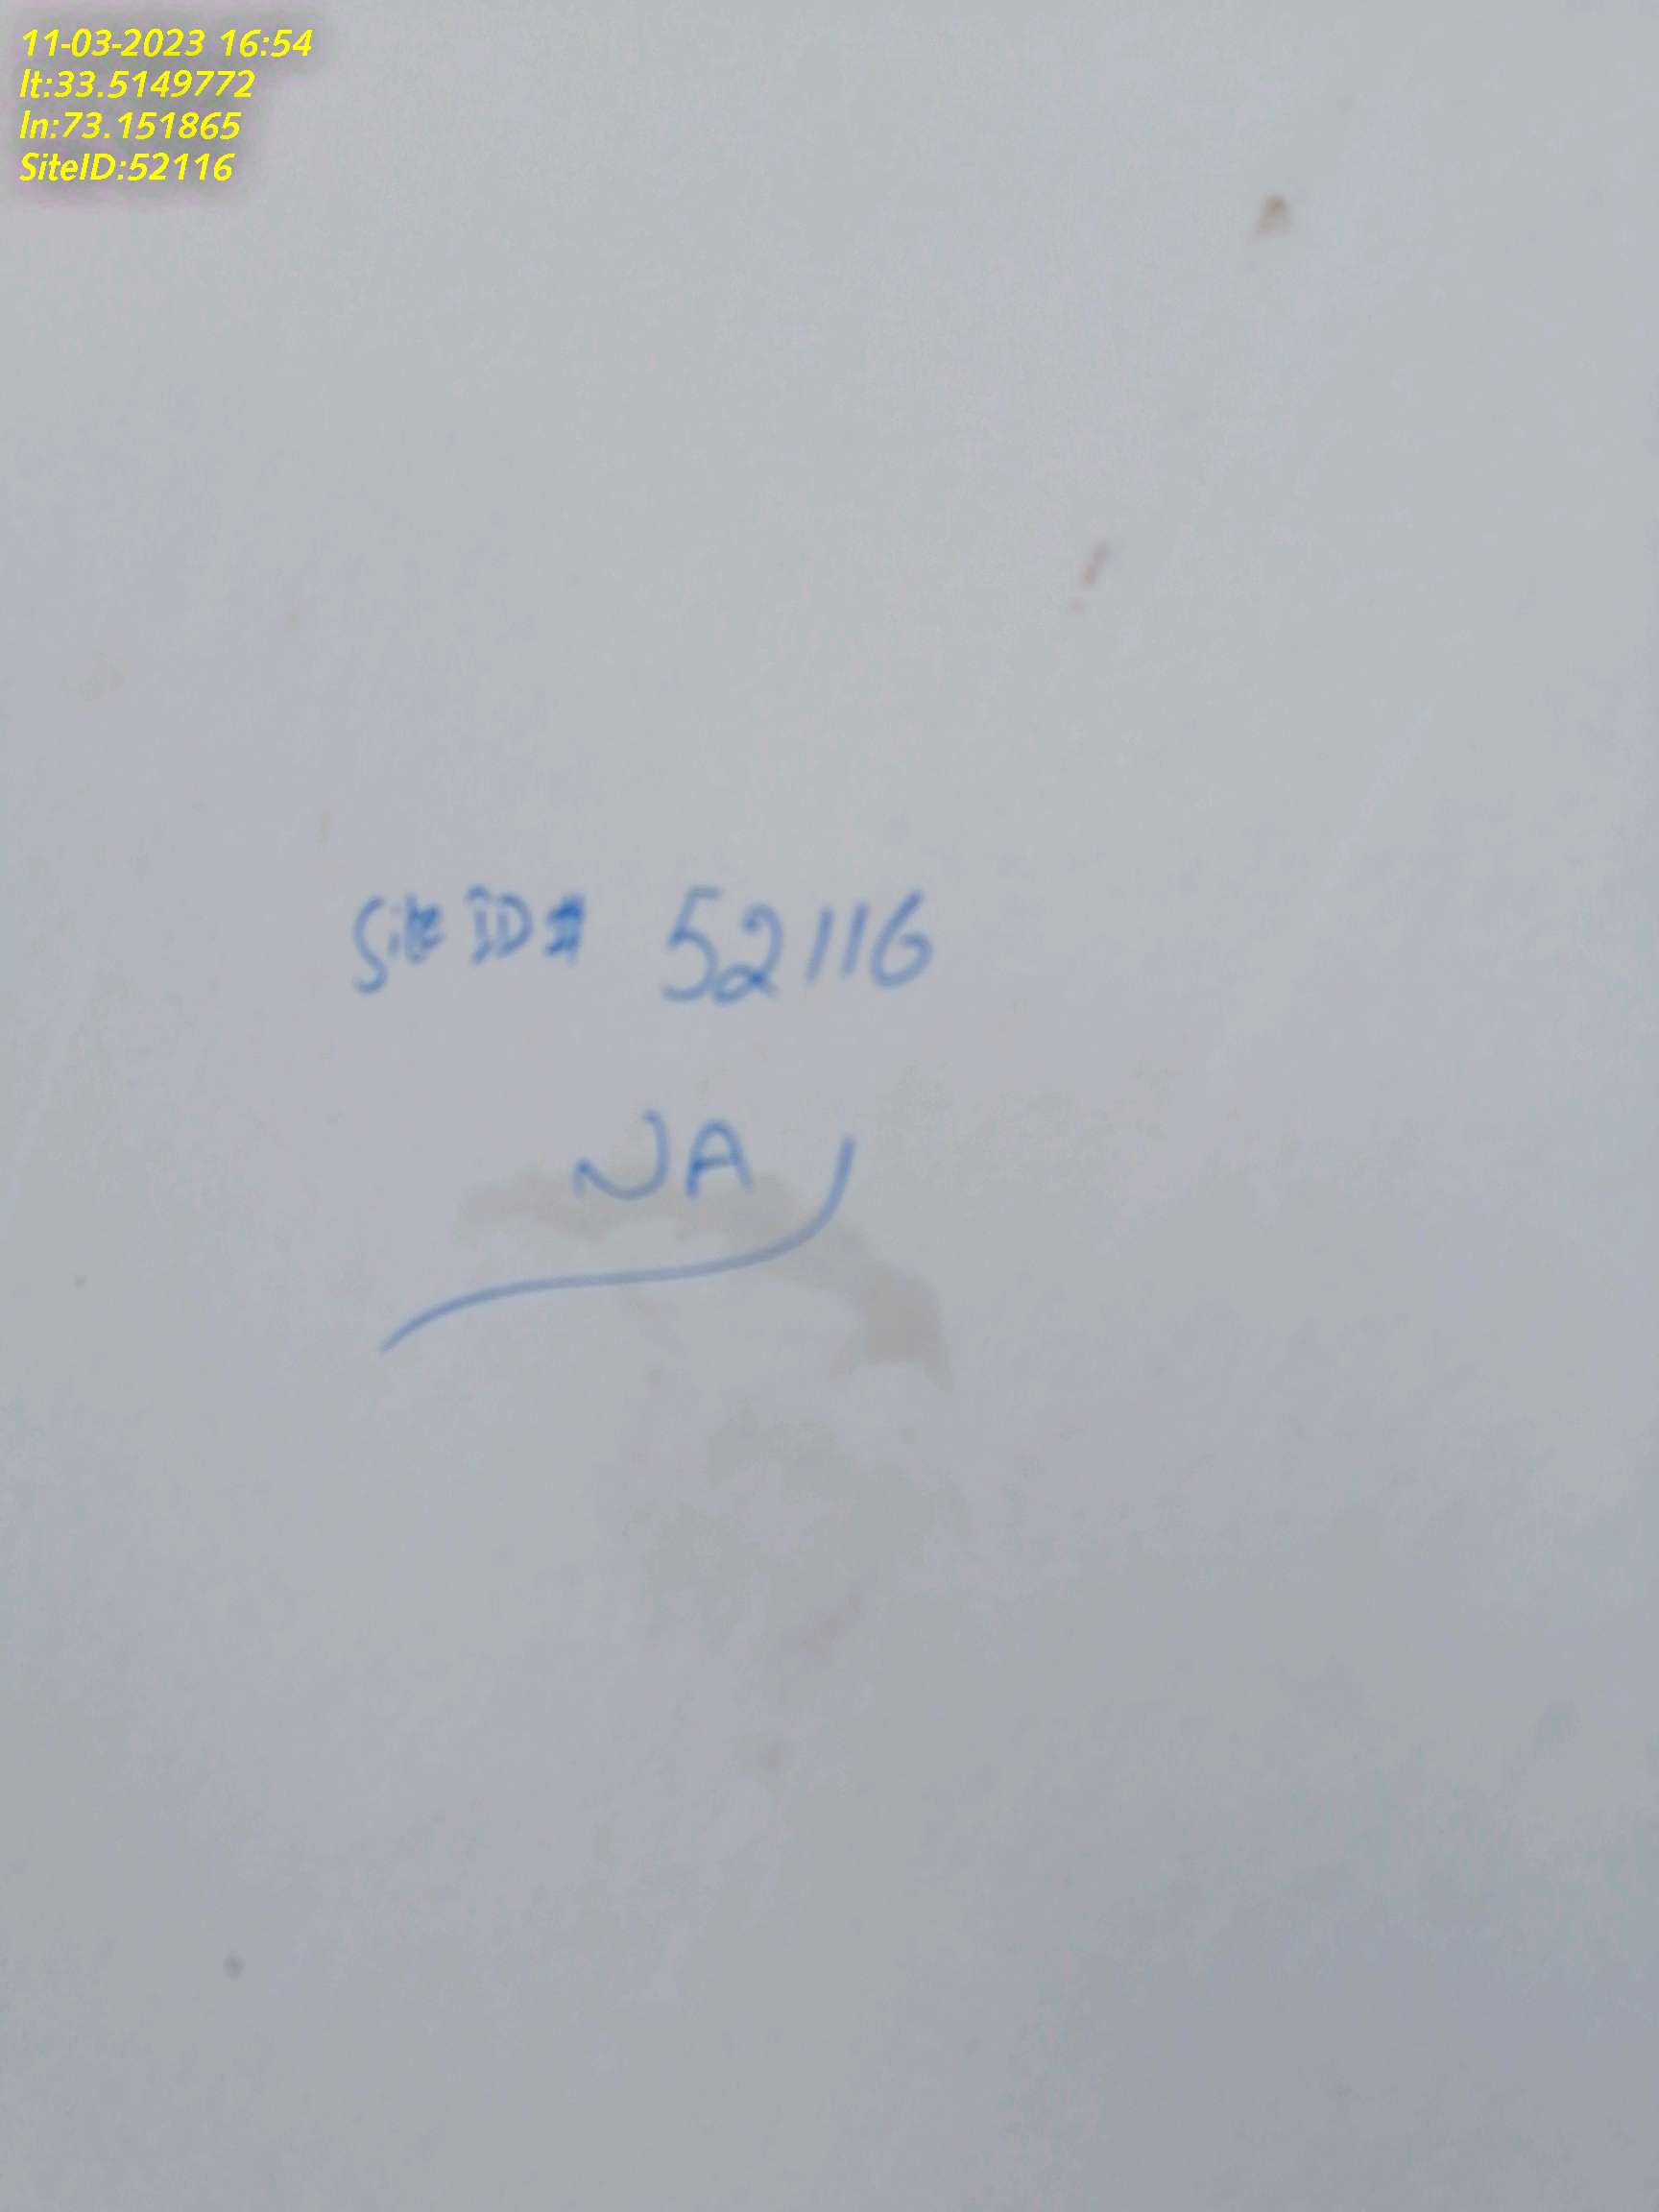 11-03-2023 16:54
lt:33.5149772
ln:73.151865
SiteID:52116
Site ID# 52116
NA